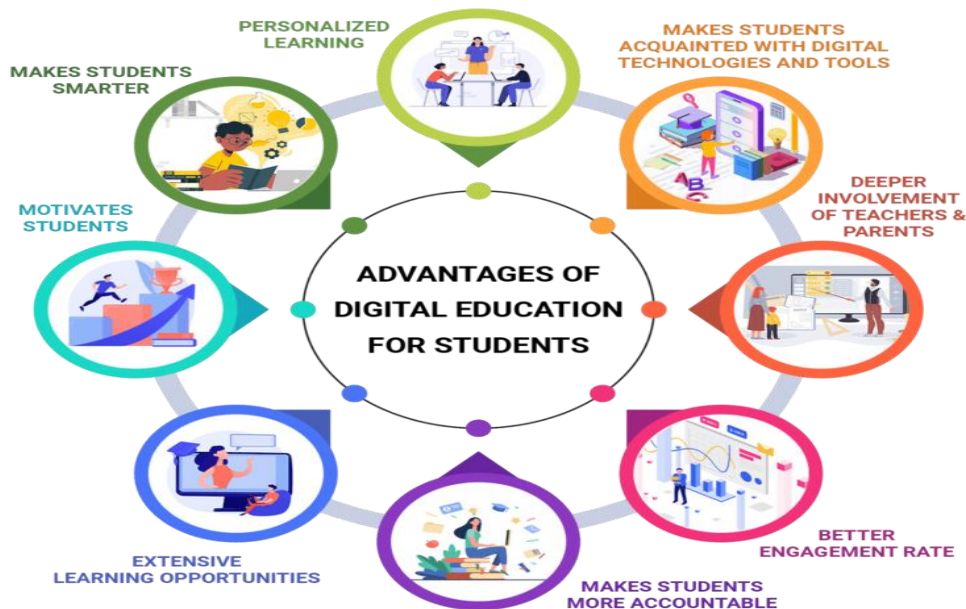 PERSONALIZED
LEARNING
MAKES STUDENTS
ACQUAINTED WITH DIGITAL
TECHNOLOGIES AND TOOLS
DEEPER
INVOLVEMENT
OF TEACHERS &
PARENTS
BETTER
ENGAGEMENT RATE
MAKES STUDENTS
MORE ACCOUNTABLE
EXTENSIVE
LEARNING OPPORTUNITIES
MOTIVATES
STUDENTS
MAKES STUDENTS
SMARTER
ADVANTAGES OF
DIGITAL EDUCATION
FOR STUDENTS
A
B
C